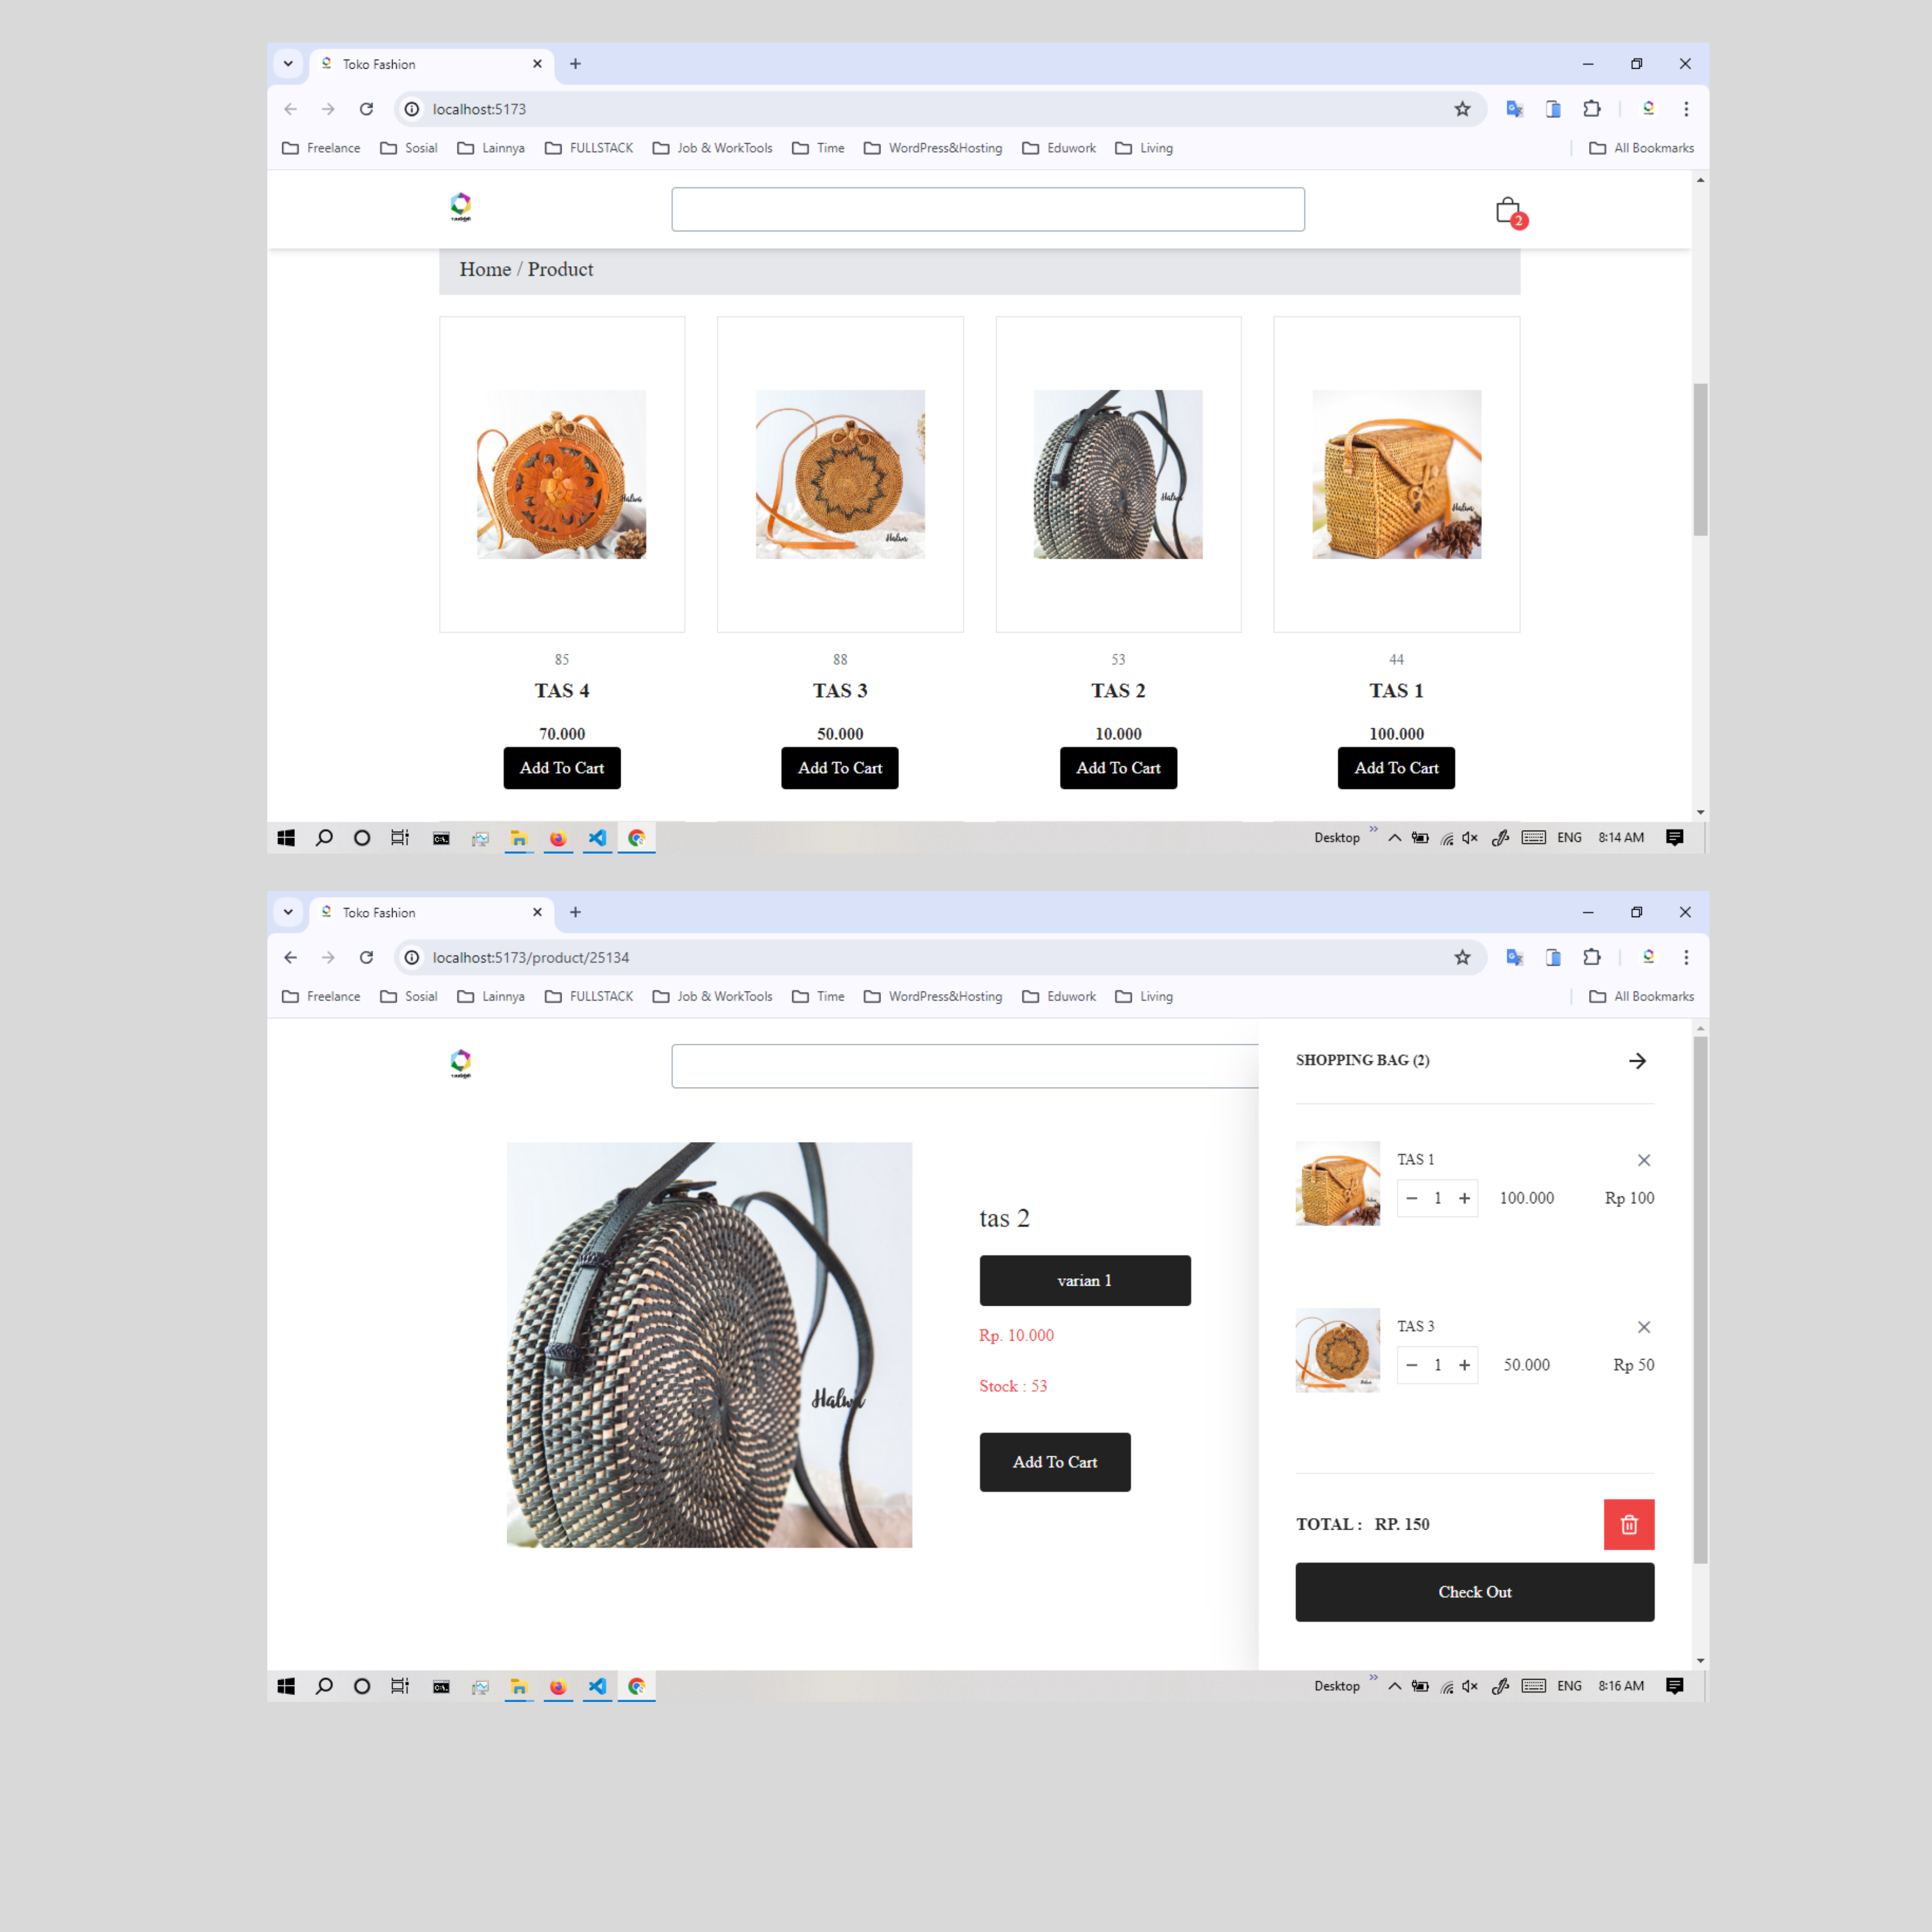 Toko Fashion
localhost:5173
Freelance Sosial Lainnya FULLSTACK Job & WorkTools Time WordPress&Hosting Eduwork Living All Bookmarks
2
Home / Product
Halwa
Halwa
Halwa
Halwa
85 88 53 44
TAS 4 TAS 3 TAS 2 TAS 1
70.000 50.000 10.000 100.000
Add To Cart Add To Cart Add To Cart Add To Cart
Desktop ENG 8:14 AM
Toko Fashion
localhost:5173/product/25134
Freelance Sosial Lainnya FULLSTACK Job & WorkTools Time WordPress&Hosting Eduwork Living All Bookmarks
Halwa
tas 2
varian 1
Rp. 10.000
Stock : 53
Add To Cart
SHOPPING BAG (2)
TAS 1
1 100.000 Rp 100
TAS 3
1 50.000 Rp 50
TOTAL : RP. 150
Check Out
Desktop ENG 8:16 AM